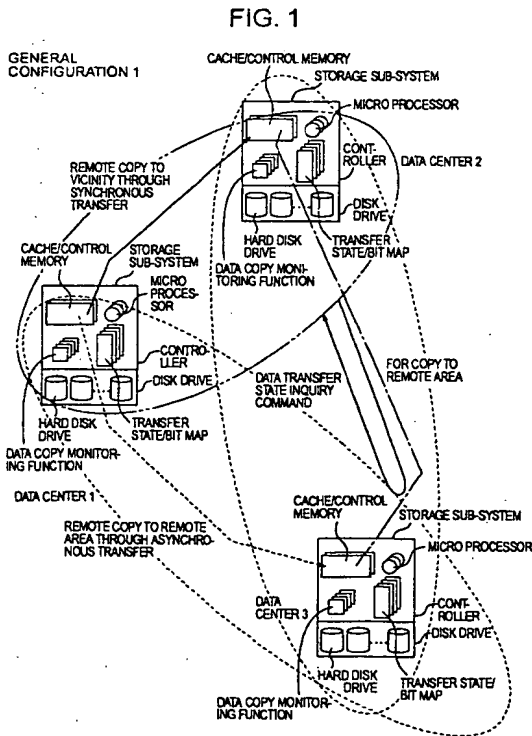 FIG. 1
GENERAL
CONFIGURATION 1
CACHE/CONTROL MEMORY
STORAGE SUB-SYSTEM
MICRO PROCESSOR
CONT-
ROLLER
DATA CENTER 2
DISK
DRIVE
HARD DISK
DRIVE
TRANSFER
STATE/BIT MAP
DATA COPY MONI-
TORING FUNCTION
REMOTE COPY TO
VICINITY THROUGH
SYNCHRONOUS
TRANSFER
CACHE/CONTROL
MEMORY
STORAGE
SUB-SYSTEM
MICRO
PROCES-
SOR
CONTRO-
LLER
DISK DRIVE
HARD DISK
DRIVE
TRANSFER
STATE/BIT MAP
DATA COPY MONITOR-
ING FUNCTION
DATA CENTER 1
DATA TRANSFER
STATE INQUIRY
COMMAND
FOR COPY TO
REMOTE AREA
REMOTE COPY TO REMOTE
AREA THROUGH ASYNCHR-
ONOUS TRANSFER
CACHE/CONTROL
MEMORY
STORAGE SUB-SYSTEM
MICRO PROCESSOR
DATA
CENTER 3
CONT-
ROLLER
DISK DRIVE
HARD DISK
DRIVE
TRANSFER STATE/
BIT MAP
DATA COPY MONITOR-
ING FUNCTION